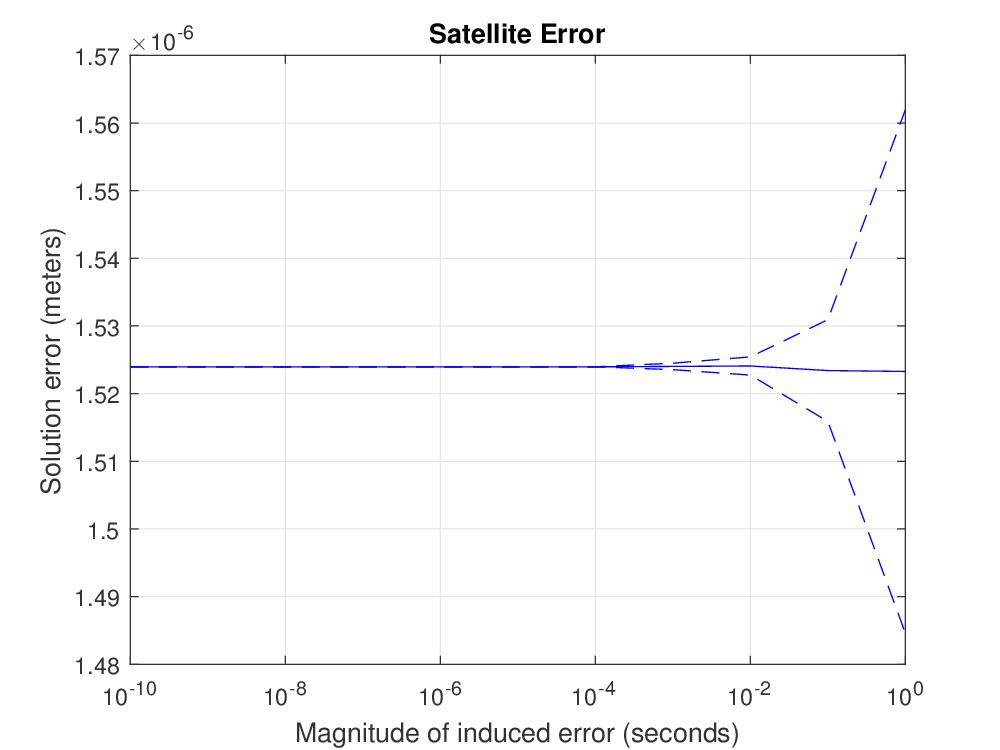 Satellite Error
×10^-6
1.57
1.56
1.55
1.54
1.53
1.52
1.51
1.5
1.49
1.48
Solution error (meters)
10^-10 10^-8 10^-6 10^-4 10^-2 10^0
Magnitude of induced error (seconds)